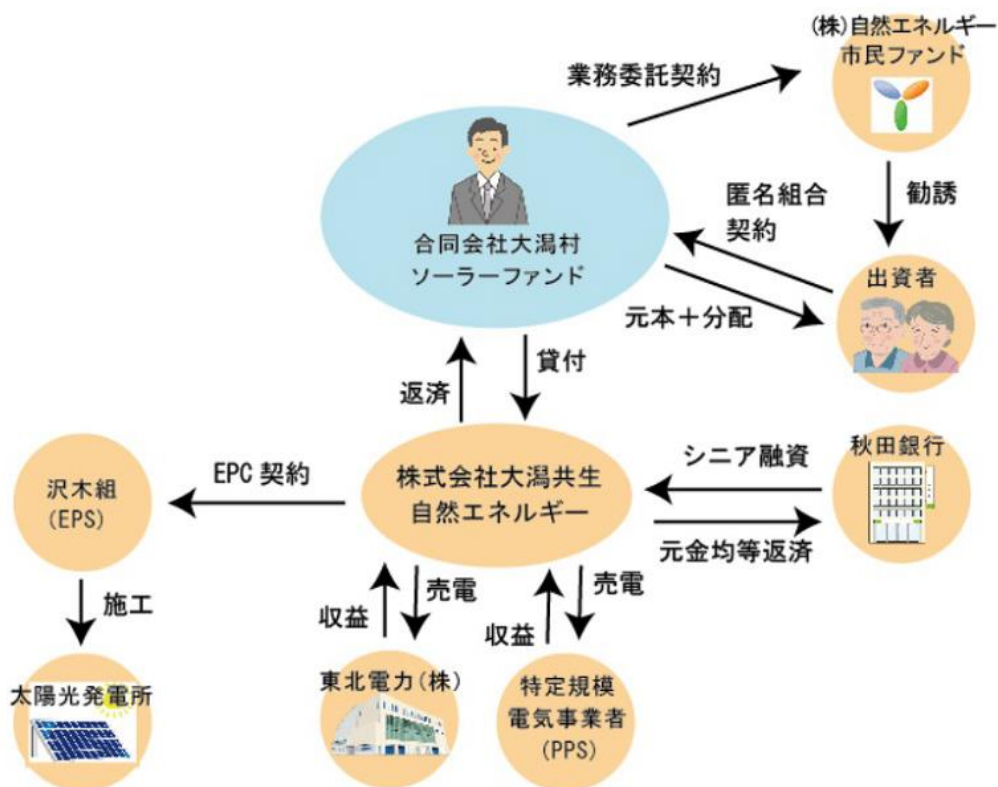 (株)自然エネルギー
市民ファンド
業務委託契約
勧誘
匿名組合
契約
合同会社大潟村
ソーラーファンド
出資者
元本＋分配
貸付
返済
秋田銀行
シニア融資
EPC 契約
株式会社大潟共生
自然エネルギー
沢木組
(EPS)
元金均等返済
施工
売電
収益
売電
収益
太陽光発電所
東北電力(株)
特定規模
電気事業者
(PPS)